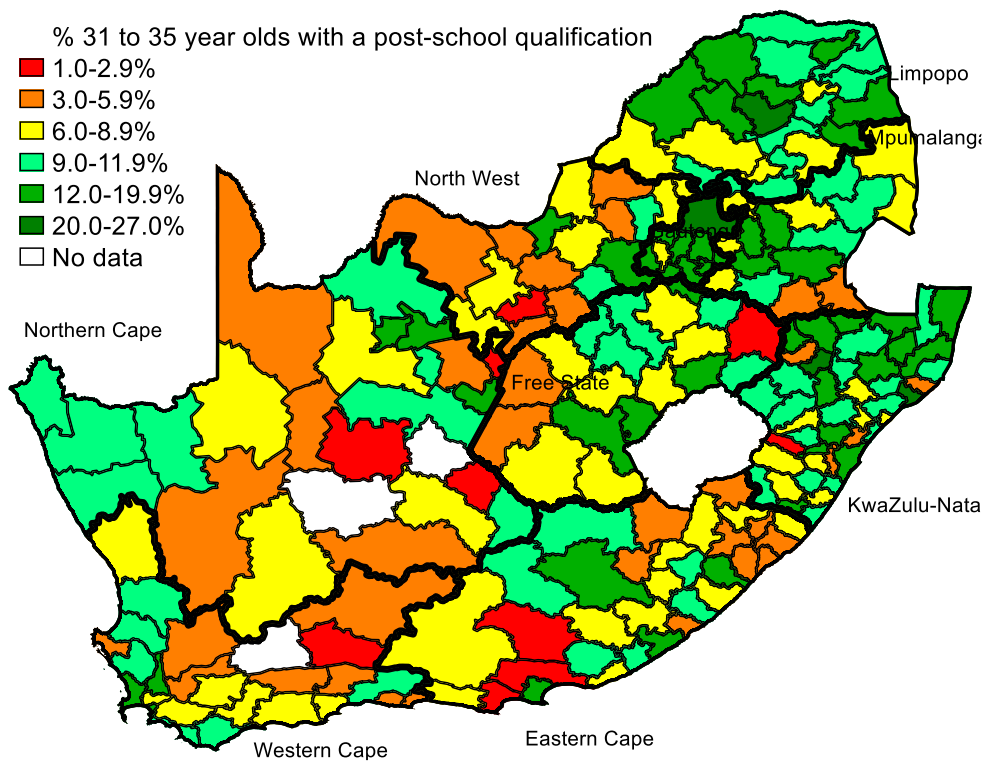 % 31 to 35 year olds with a post-school qualification
1.0-2.9%
3.0-5.9%
6.0-8.9%
9.0-11.9%
12.0-19.9%
20.0-27.0%
No data
Limpopo
Mpumalanga
North West
Gauteng
Northern Cape
Free State
KwaZulu-Nata
Eastern Cape
Western Cape